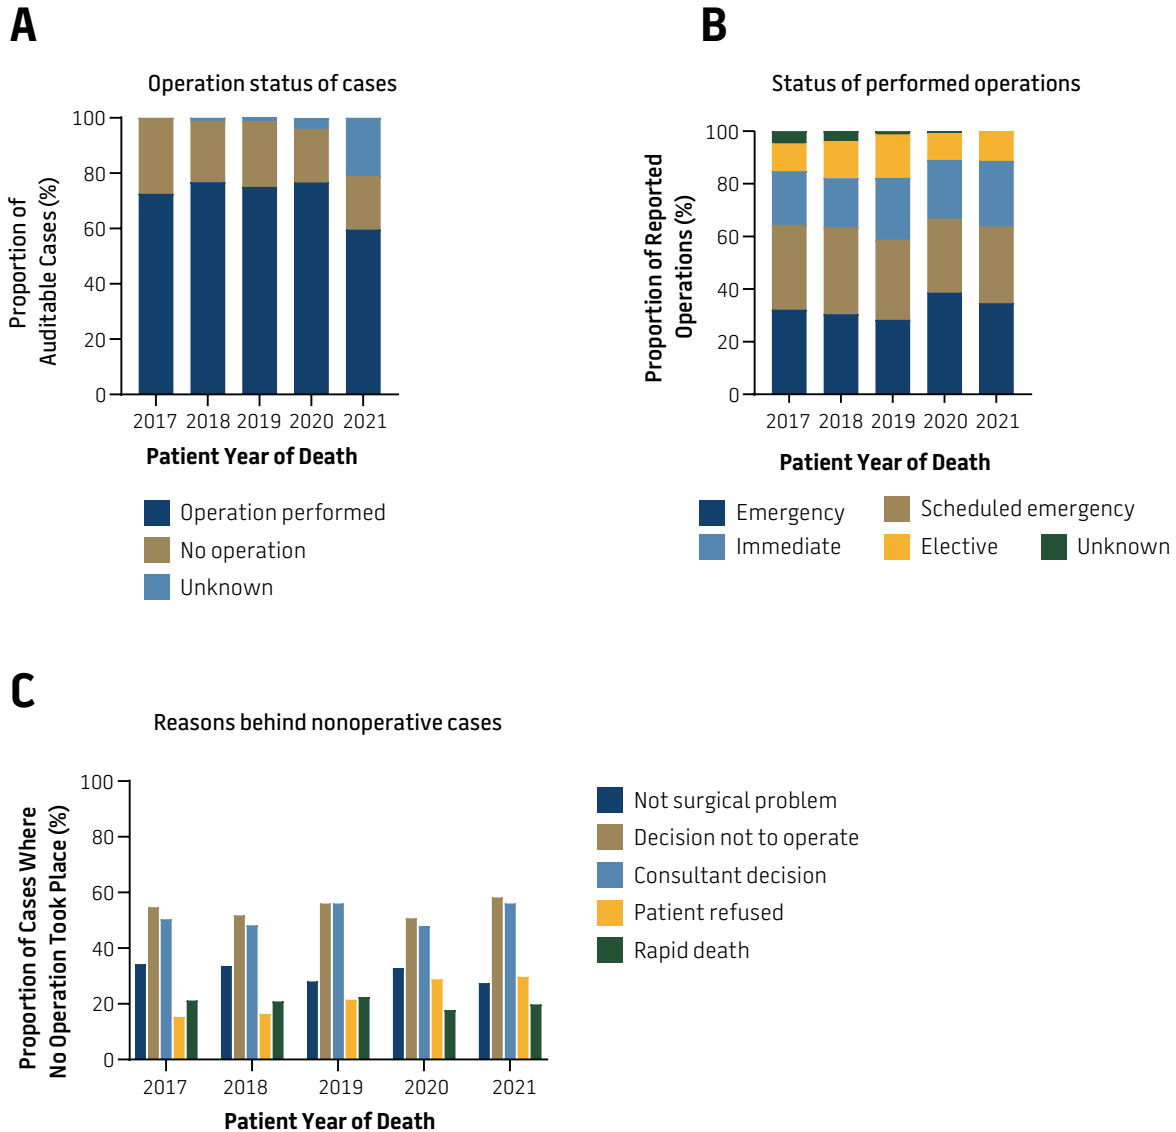 A
Operation status of cases
Proportion of
Auditable Cases (%)
100
80
60
40
20
0
2017 2018 2019 2020 2021
Patient Year of Death
Operation performed
No operation
Unknown
B
Status of performed operations
Proportion of Reported
Operations (%)
100
80
60
40
20
0
2017 2018 2019 2020 2021
Patient Year of Death
Emergency
Scheduled emergency
Immediate
Elective
Unknown
C
Reasons behind nonoperative cases
Proportion of Cases Where
No Operation Took Place (%)
100
80
60
40
20
0
2017 2018 2019 2020 2021
Patient Year of Death
Not surgical problem
Decision not to operate
Consultant decision
Patient refused
Rapid death